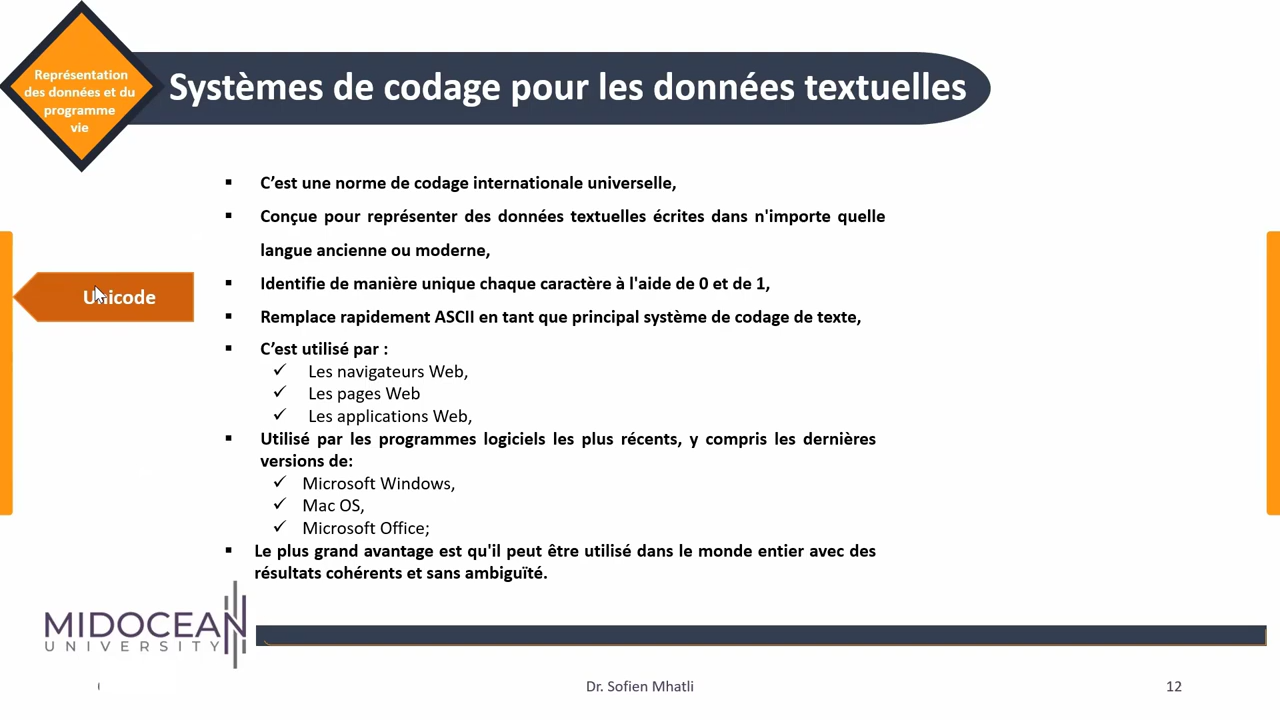 Représentation
des données et du
programme
vie
Systèmes de codage pour les données textuelles
Unicode
▪ C’est une norme de codage internationale universelle,
▪ Conçue pour représenter des données textuelles écrites dans n'importe quelle
langue ancienne ou moderne,
▪ Identifie de manière unique chaque caractère à l'aide de 0 et de 1,
▪ Remplace rapidement ASCII en tant que principal système de codage de texte,
▪ C’est utilisé par :
✓ Les navigateurs Web,
✓ Les pages Web
✓ Les applications Web,
▪ Utilisé par les programmes logiciels les plus récents, y compris les dernières
versions de:
✓ Microsoft Windows,
✓ Mac OS,
✓ Microsoft Office;
▪ Le plus grand avantage est qu'il peut être utilisé dans le monde entier avec des
résultats cohérents et sans ambiguïté.
MIDOCEAN
UNIVERSITY
Dr. Sofien Mhatli
12